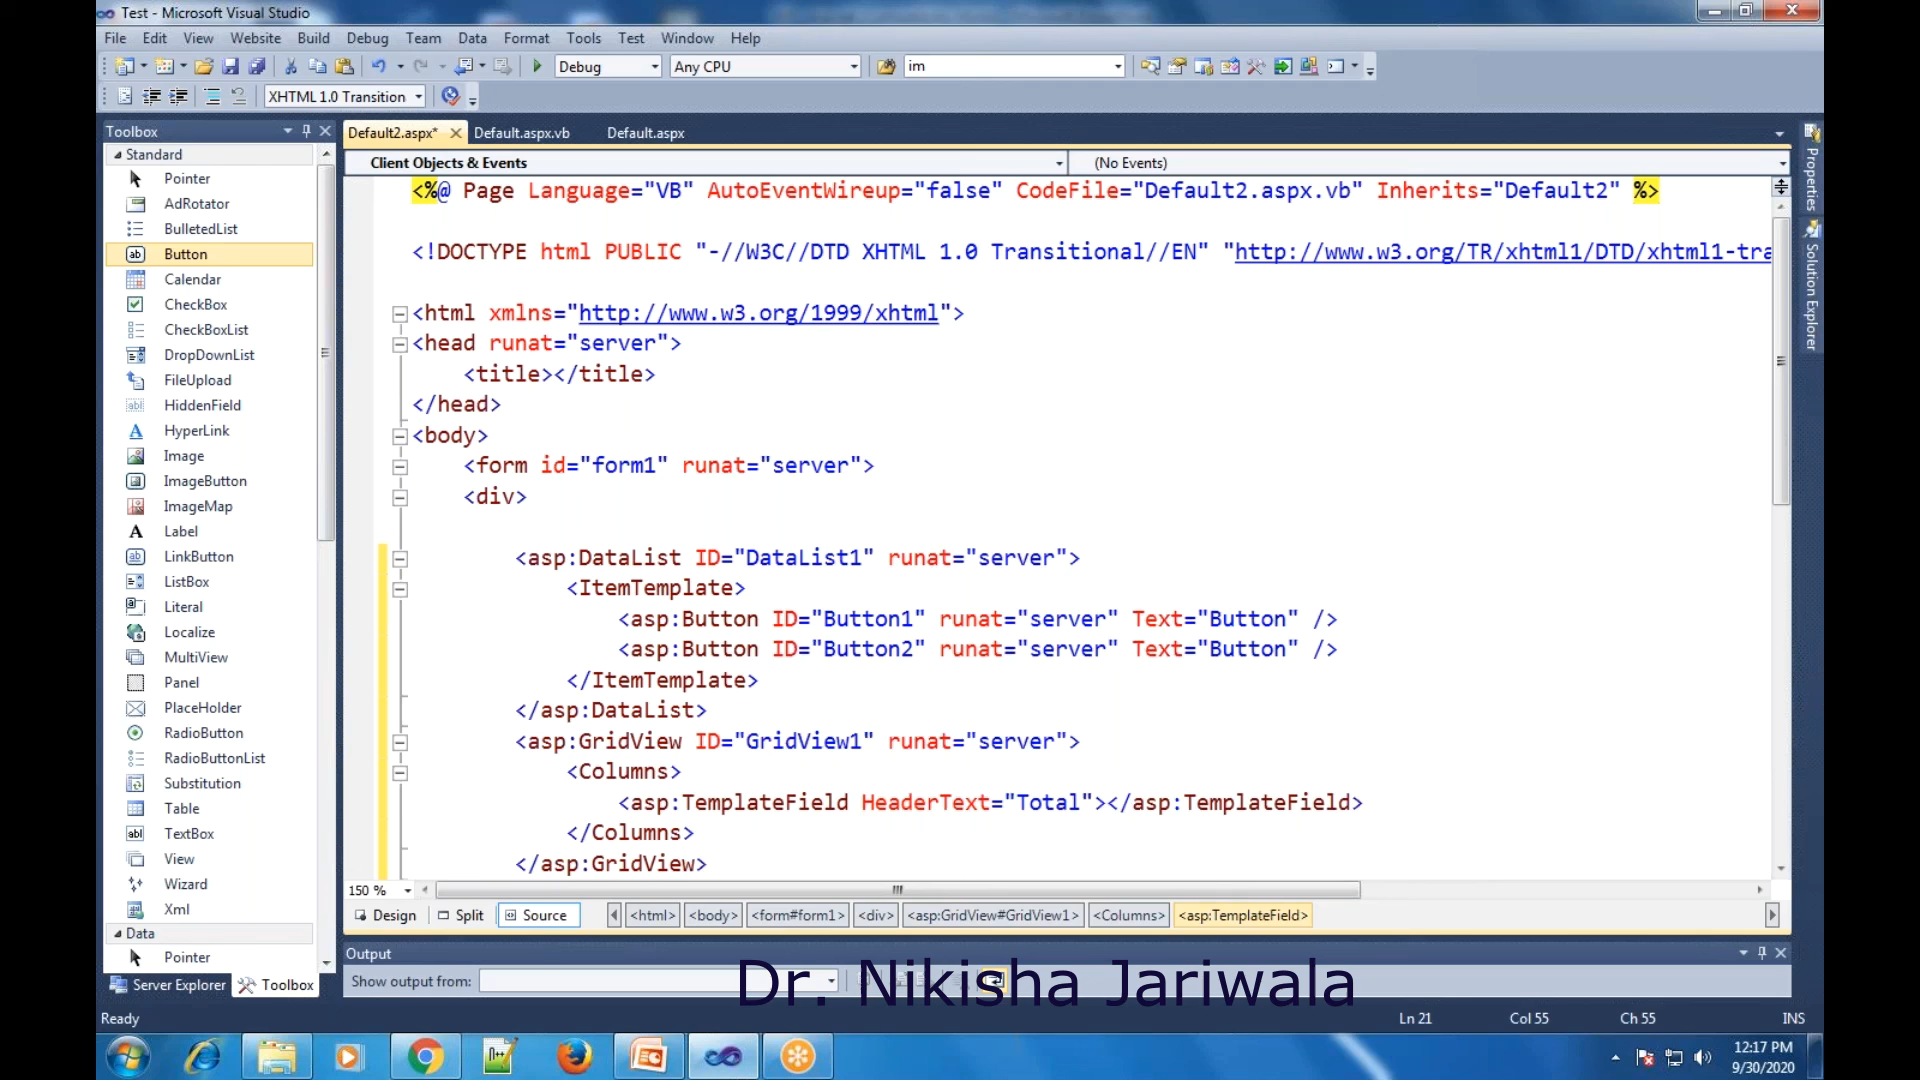 Test - Microsoft Visual Studio
File Edit View Website Build Debug Team Data Format Tools Test Window Help
Debug Any CPU im
XHTML 1.0 Transition
Toolbox
Standard
Pointer
AdRotator
BulletedList
Button
Calendar
CheckBox
CheckBoxList
DropDownList
FileUpload
HiddenField
HyperLink
Image
ImageButton
ImageMap
Label
LinkButton
ListBox
Literal
Localize
MultiView
Panel
PlaceHolder
RadioButton
RadioButtonList
Substitution
Table
TextBox
View
Wizard
Xml
Data
Pointer
Server Explorer Toolbox
Default2.aspx* Default.aspx.vb Default.aspx
Client Objects & Events (No Events)
<%@ Page Language="VB" AutoEventWireup="false" CodeFile="Default2.aspx.vb" Inherits="Default2" %>
<!DOCTYPE html PUBLIC "-//W3C//DTD XHTML 1.0 Transitional//EN" "http://www.w3.org/TR/xhtml1/DTD/xhtml1-tra
<html xmlns="http://www.w3.org/1999/xhtml">
<head runat="server">
<title></title>
</head>
<body>
<form id="form1" runat="server">
<div>
<asp:DataList ID="DataList1" runat="server">
<ItemTemplate>
<asp:Button ID="Button1" runat="server" Text="Button" />
<asp:Button ID="Button2" runat="server" Text="Button" />
</ItemTemplate>
</asp:DataList>
<asp:GridView ID="GridView1" runat="server">
<Columns>
<asp:TemplateField HeaderText="Total"></asp:TemplateField>
</Columns>
</asp:GridView>
150 %
Design Split Source <html> <body> <form#form1> <div> <asp:GridView#GridView1> <Columns> <asp:TemplateField>
Output
Show output from:
Dr. Nikisha Jariwala
Properties
Solution Explorer
Ready Ln 21 Col 55 Ch 55 INS
12:17 PM
9/30/2020